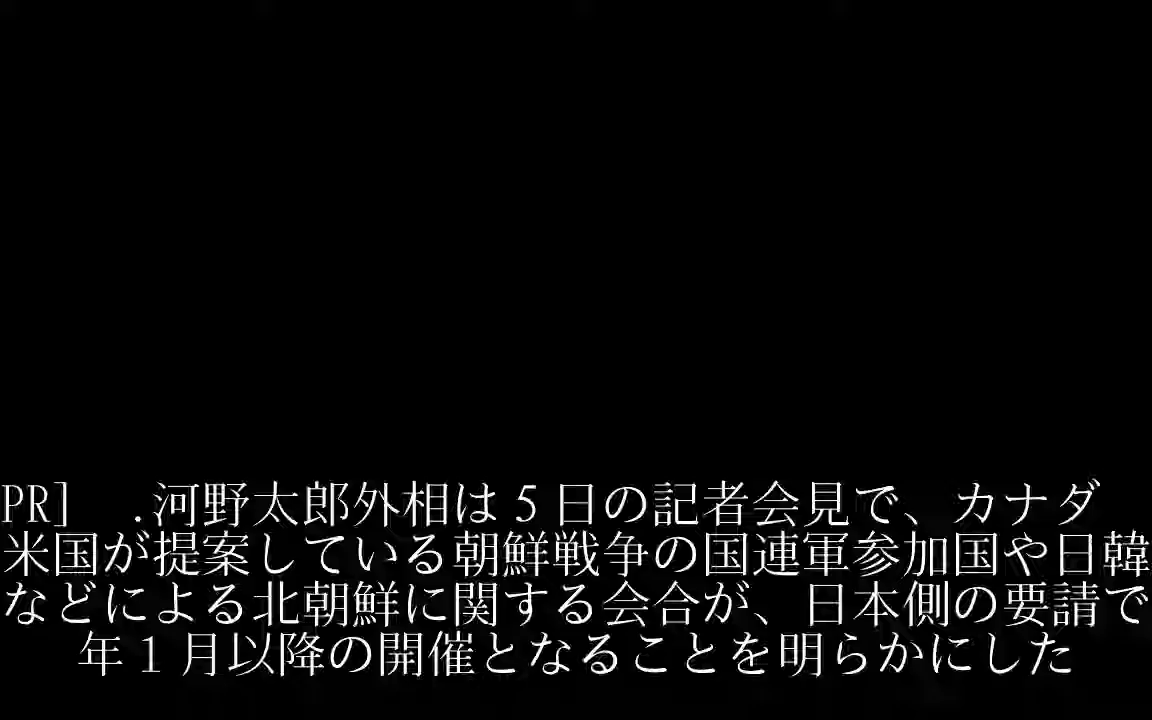 PR]　.河野太郎外相は５日の記者会見で、カナダ
米国が提案している朝鮮戦争の国連軍参加国や日韓
などによる北朝鮮に関する会合が、日本側の要請で
年１月以降の開催となることを明らかにした